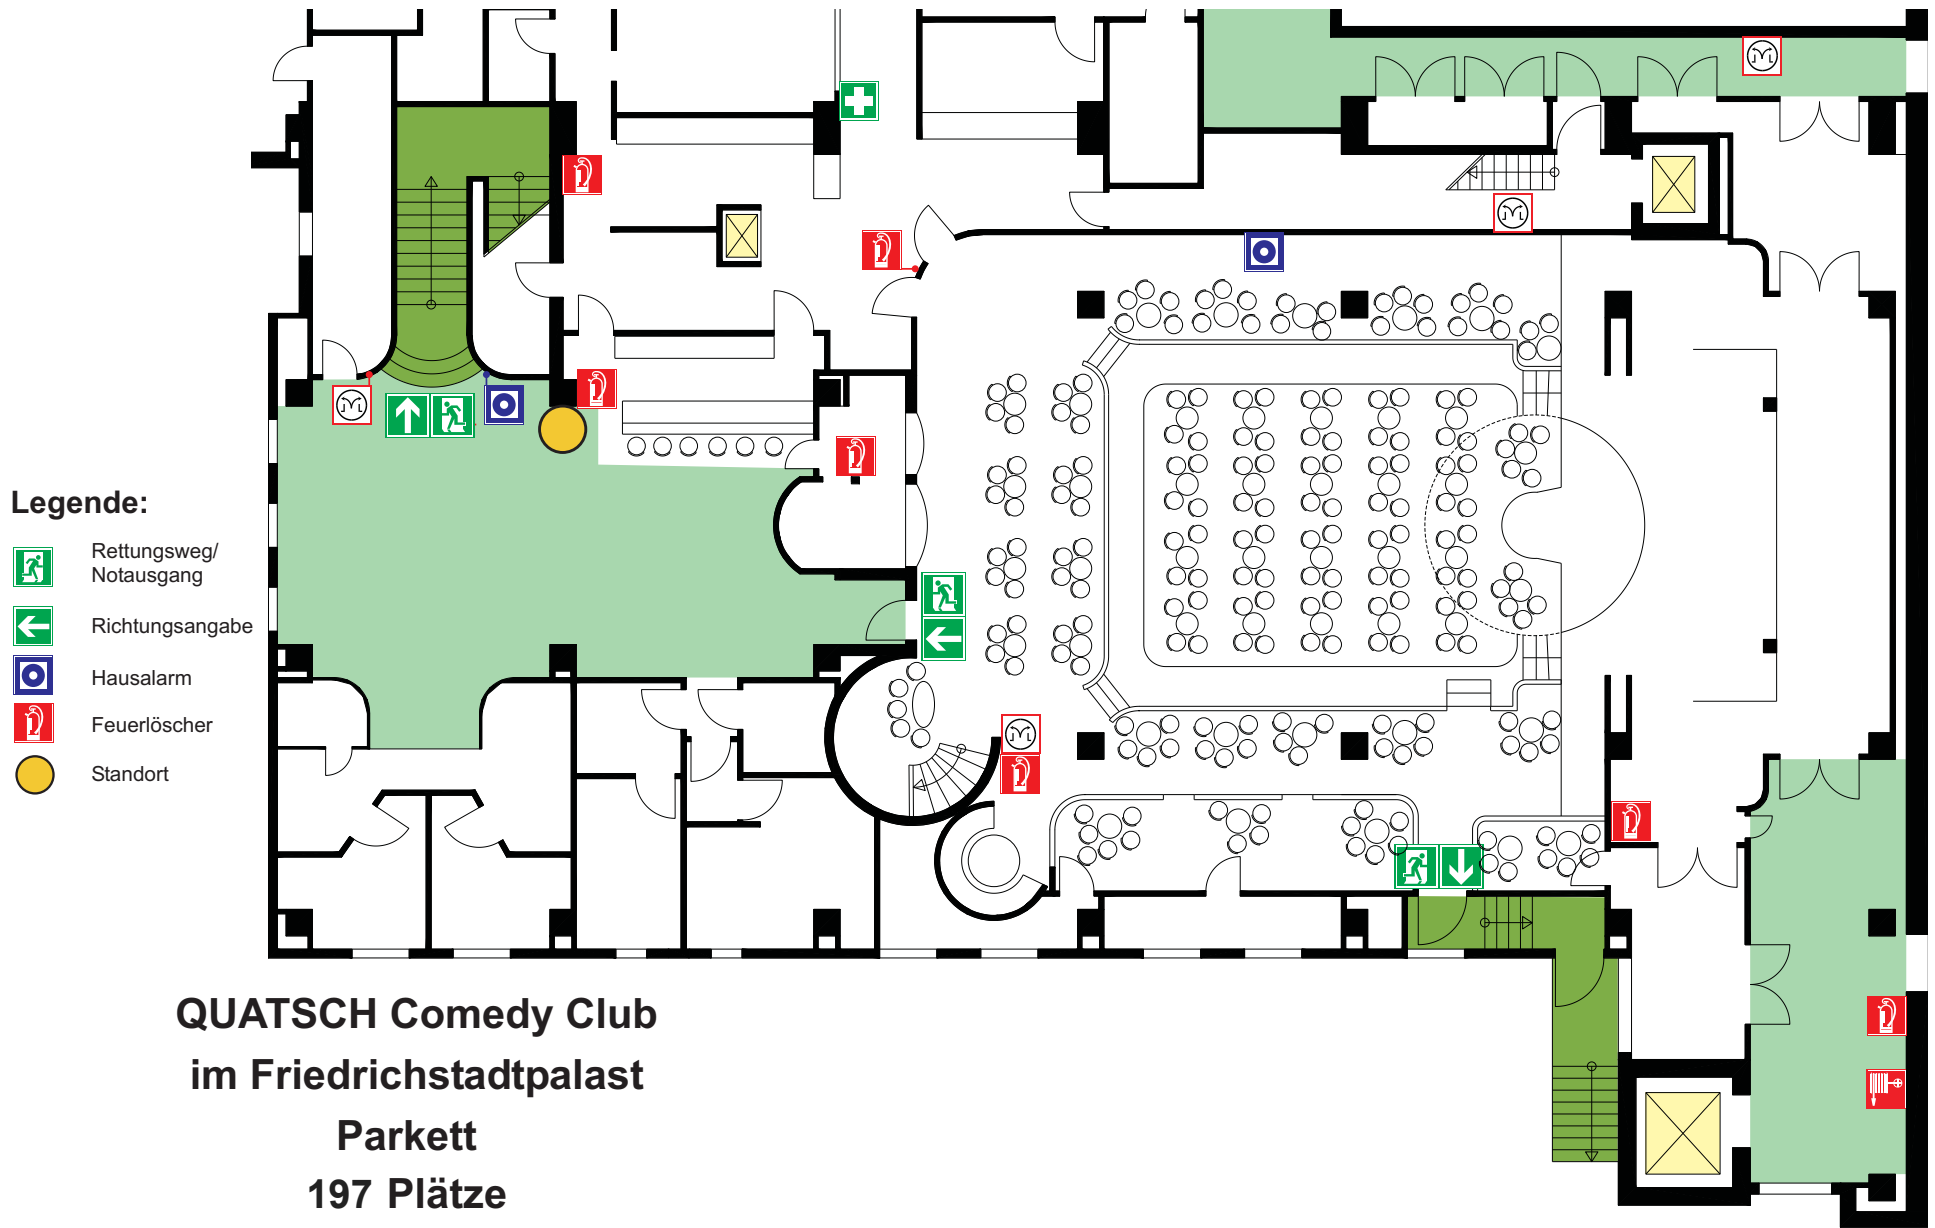 Legende:
Rettungsweg/
Notausgang
Richtungsangabe
Hausalarm
Feuerlöscher
Standort
QUATSCH Comedy Club
im Friedrichstadtpalast
Parkett
197 Plätze